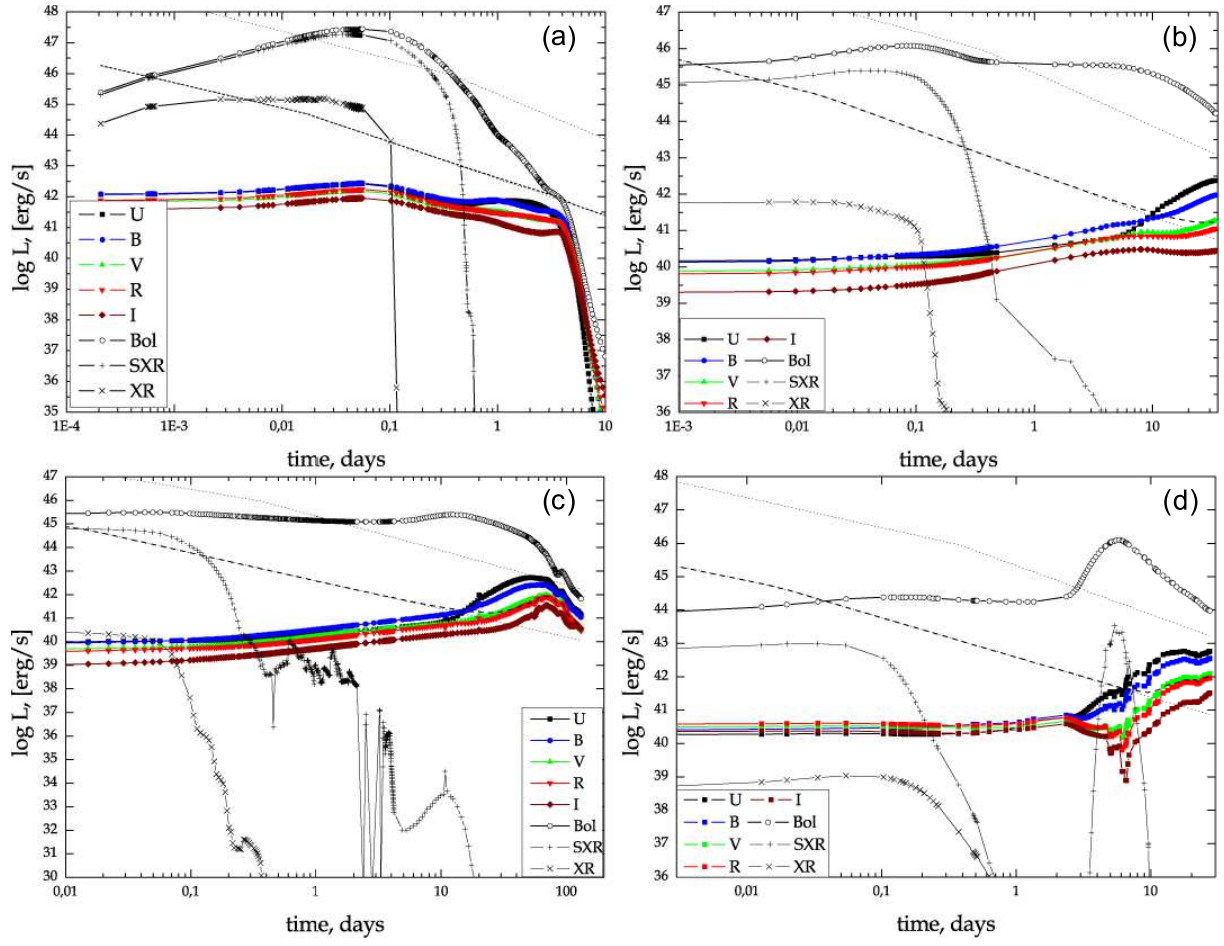 (a)
log L, [erg/s]
48
47
46
45
44
43
42
41
40
39
38
37
36
35
U
B
V
R
I
Bol
SXR
XR
1E-4
1E-3
0,01
0,1
1
10
time, days
(b)
log L, [erg/s]
47
46
45
44
43
42
41
40
39
38
37
36
U
I
B
Bol
V
SXR
R
XR
1E-3
0,01
0,1
1
10
time, days
(c)
log L, [erg/s]
47
46
45
44
43
42
41
40
39
38
37
36
35
34
33
32
31
30
U
B
V
R
I
Bol
SXR
XR
0,01
0,1
1
10
100
time, days
(d)
log L, [erg/s]
48
47
46
45
44
43
42
41
40
39
38
37
36
U
I
B
Bol
V
SXR
R
XR
0,01
0,1
1
10
time, days